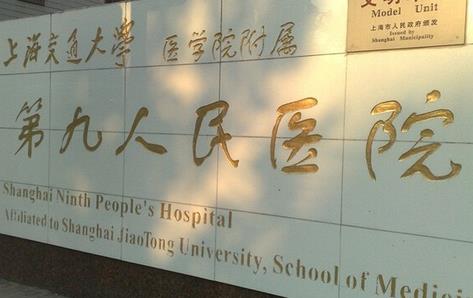 Model Unit
上海市人民政府颁发
Issued by
Shanghai Municipality
上海交通大學 医学院附属
第九人民医院
Shanghai Ninth People's Hospital
Affiliated to Shanghai JiaoTong University, School of Medici